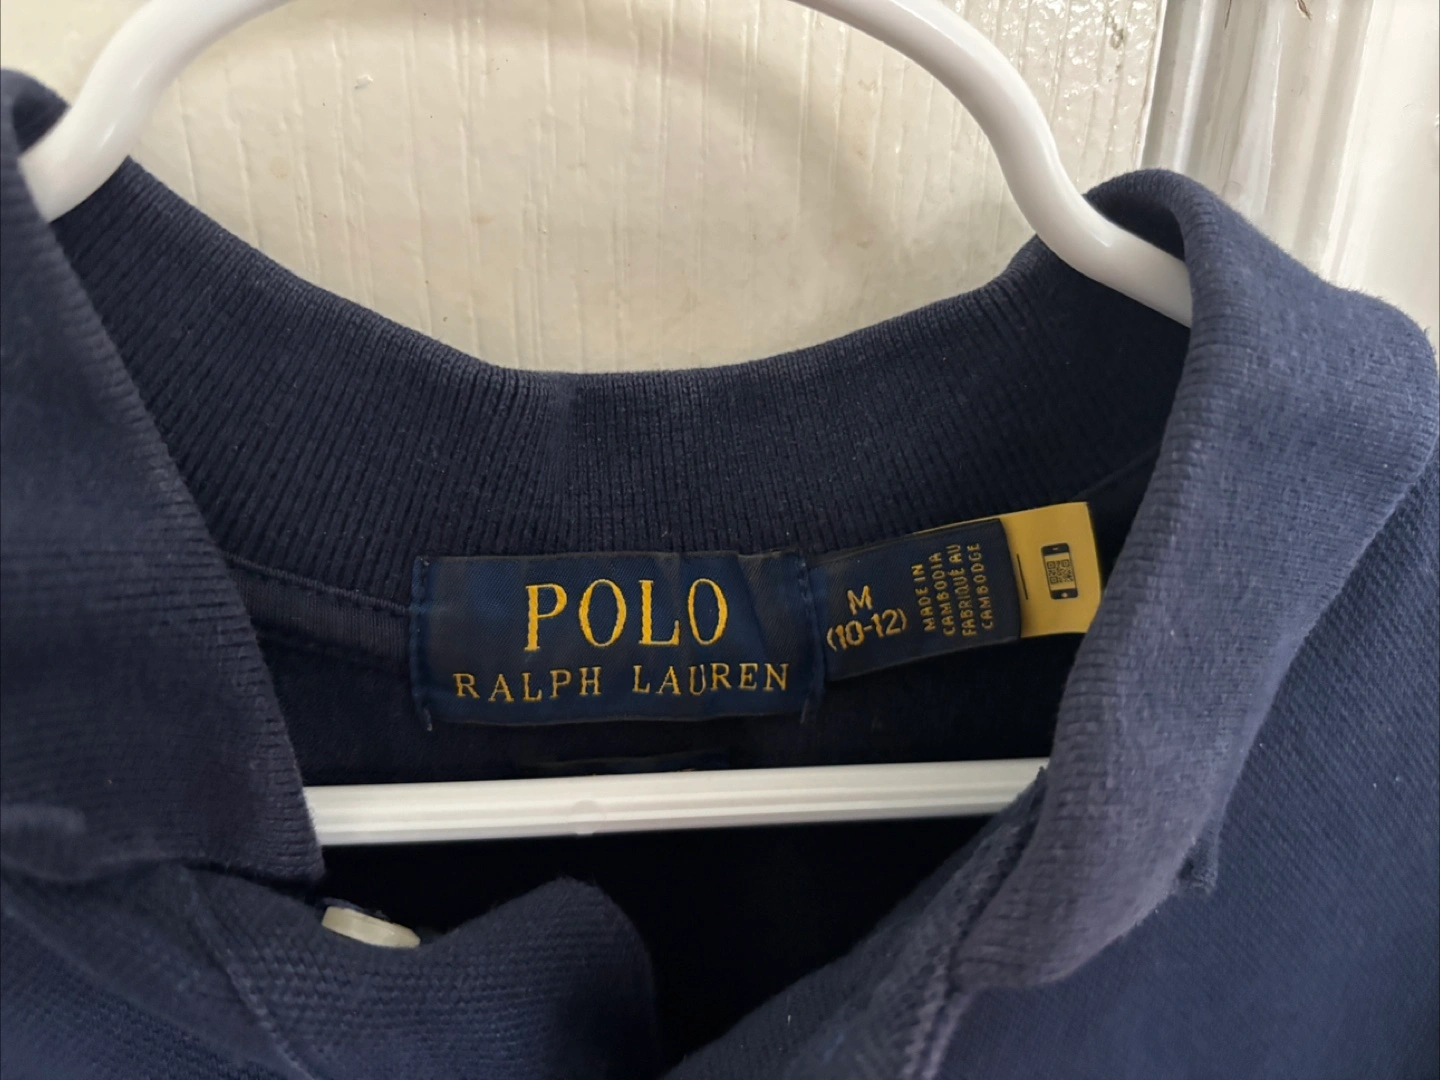 POLO
RALPH LAUREN
M
(10-12)
MADE IN
CAMBODIA
FABRIQUÉ AU
CAMBODGE